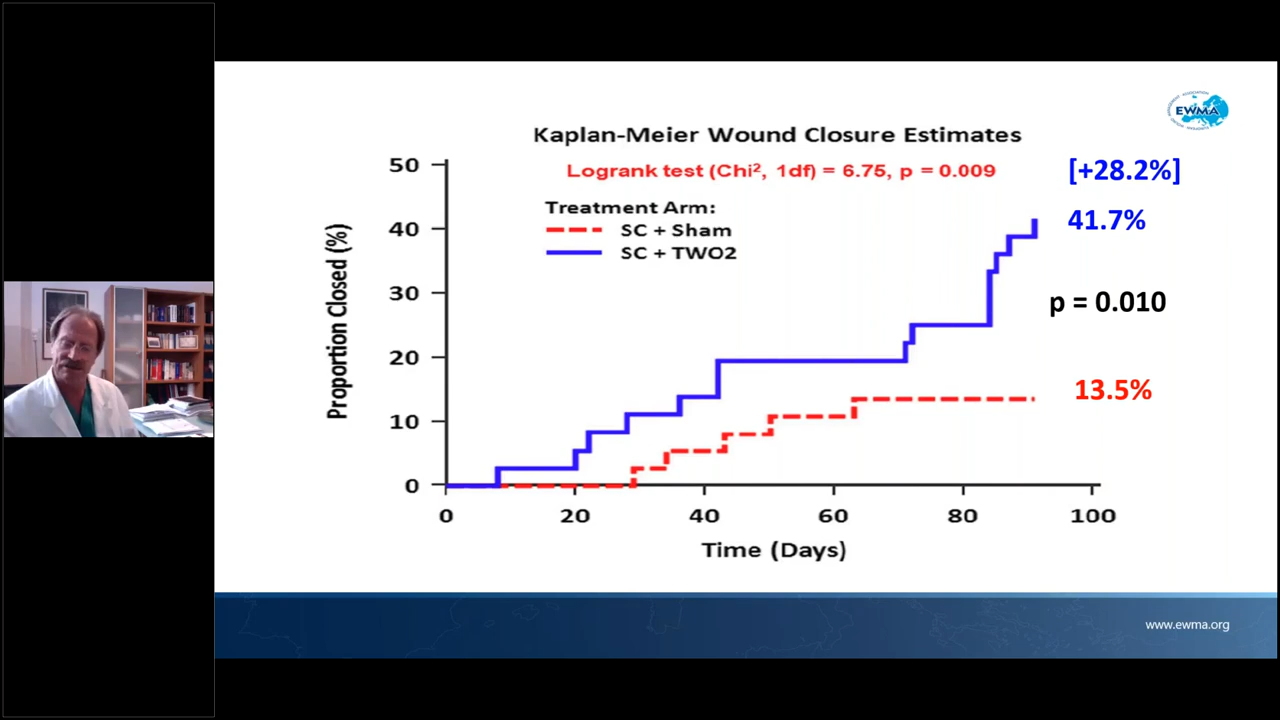 EWMA
Kaplan-Meier Wound Closure Estimates
Logrank test (Chi², 1df) = 6.75, p = 0.009
[+28.2%]
Treatment Arm:
SC + Sham
SC + TWO2
41.7%
p = 0.010
13.5%
Proportion Closed (%)
50
40
30
20
10
0
0 20 40 60 80 100
Time (Days)
www.ewma.org